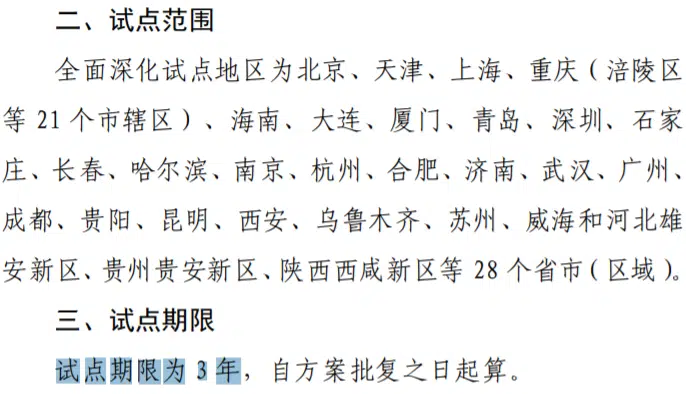 二、试点范围
全面深化试点地区为北京、天津、上海、重庆（涪陵区
等 21 个市辖区）、海南、大连、厦门、青岛、深圳、石家
庄、长春、哈尔滨、南京、杭州、合肥、济南、武汉、广州、
成都、贵阳、昆明、西安、乌鲁木齐、苏州、威海和河北雄
安新区、贵州贵安新区、陕西西咸新区等 28 个省市（区域）。
三、试点期限
试点期限为 3 年，自方案批复之日起算。